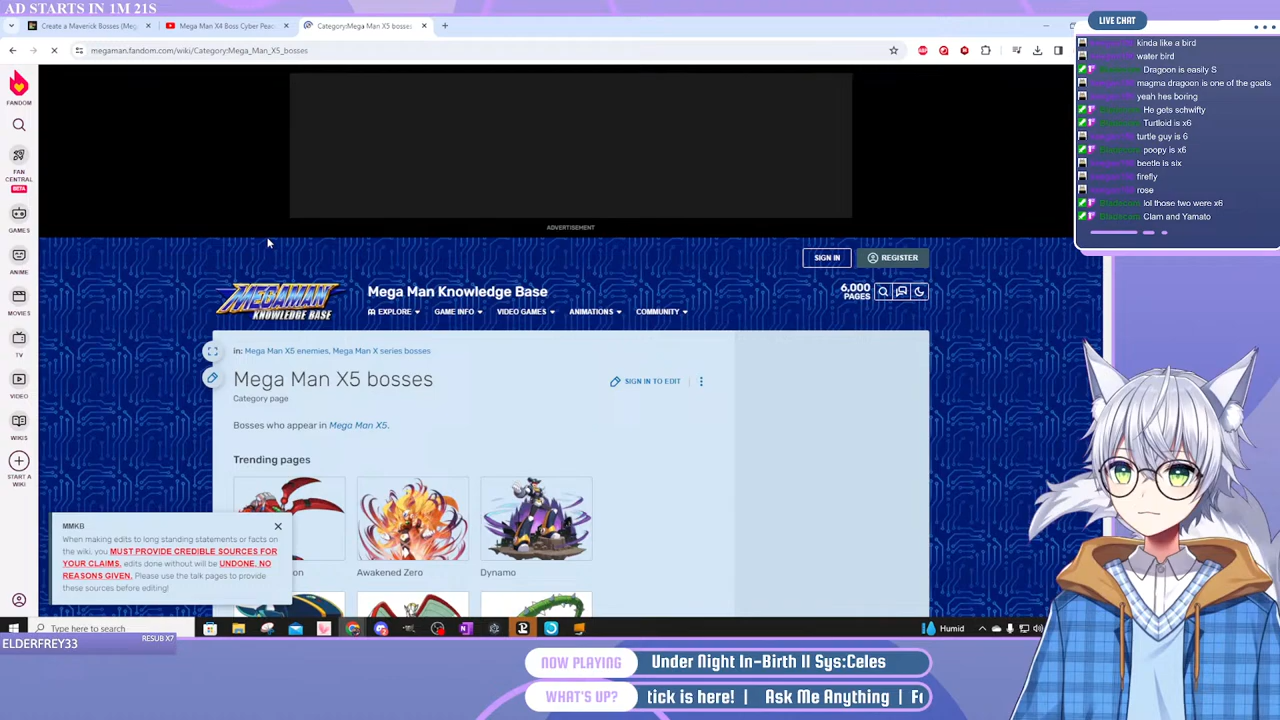 AD STARTS IN 1M 21S
Create a Maverick Bosses (Meg
Mega Man X4 Boss Cyber Peac
Category:Mega Man X5 bosses
megaman.fandom.com/wiki/Category:Mega_Man_X5_bosses
LIVE CHAT
kinda like a bird
water bird
Dragoon is easily S
magma dragoon is one of the goats
yeah hes boring
He gets schwifty
Turtloid is x6
turtle guy is 6
poopy is x6
beetle is six
firefly
rose
lol those two were x6
Clam and Yamato
FANDOM
FAN CENTRAL
BETA
GAMES
ANIME
MOVIES
TV
VIDEO
WIKIS
START A WIKI
ADVERTISEMENT
SIGN IN
REGISTER
MEGAMAN
KNOWLEDGE BASE
Mega Man Knowledge Base
6,000 PAGES
EXPLORE
GAME INFO
VIDEO GAMES
ANIMATIONS
COMMUNITY
in: Mega Man X5 enemies, Mega Man X series bosses
Mega Man X5 bosses
SIGN IN TO EDIT
Category page
Bosses who appear in Mega Man X5.
Trending pages
Awakened Zero
Dynamo
MMKB
When making edits to long standing statements or facts on
the wiki, you MUST PROVIDE CREDIBLE SOURCES FOR
YOUR CLAIMS, edits done without will be UNDONE, NO
REASONS GIVEN. Please use the talk pages to provide
these sources before editing!
Type here to search
Humid
ELDERFREY33
RESUB X7
NOW PLAYING
Under Night In-Birth II Sys:Celes
WHAT'S UP?
tick is here! | Ask Me Anything |